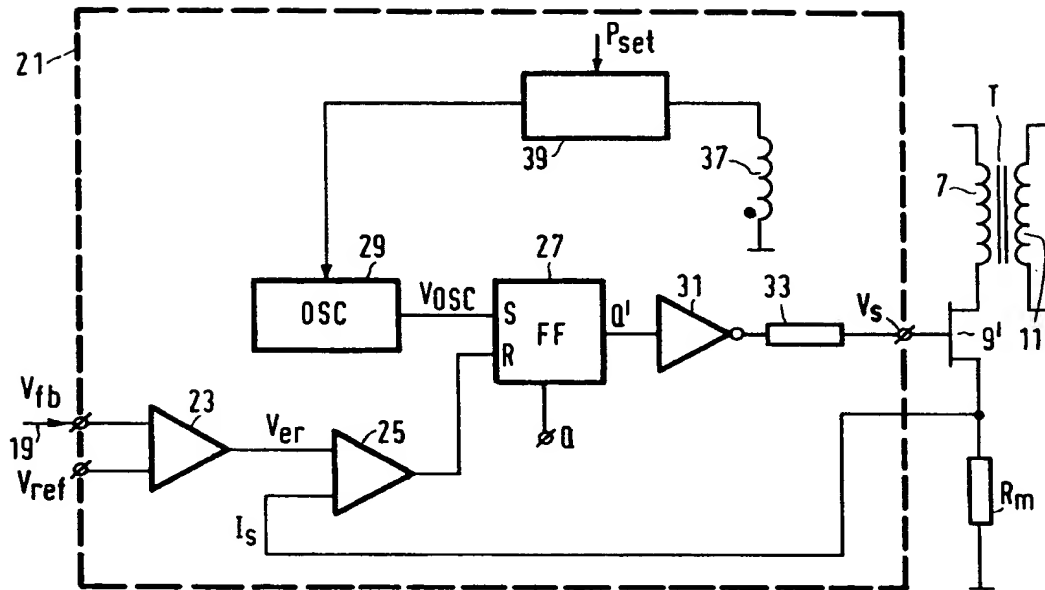 21
Pset
39
37
T
7
11
29
OSC
VOSC
27
S
R
FF
Q'
Q
31
33
Vs
9'
Vfb
19
Vref
23
Ver
25
Is
Rm